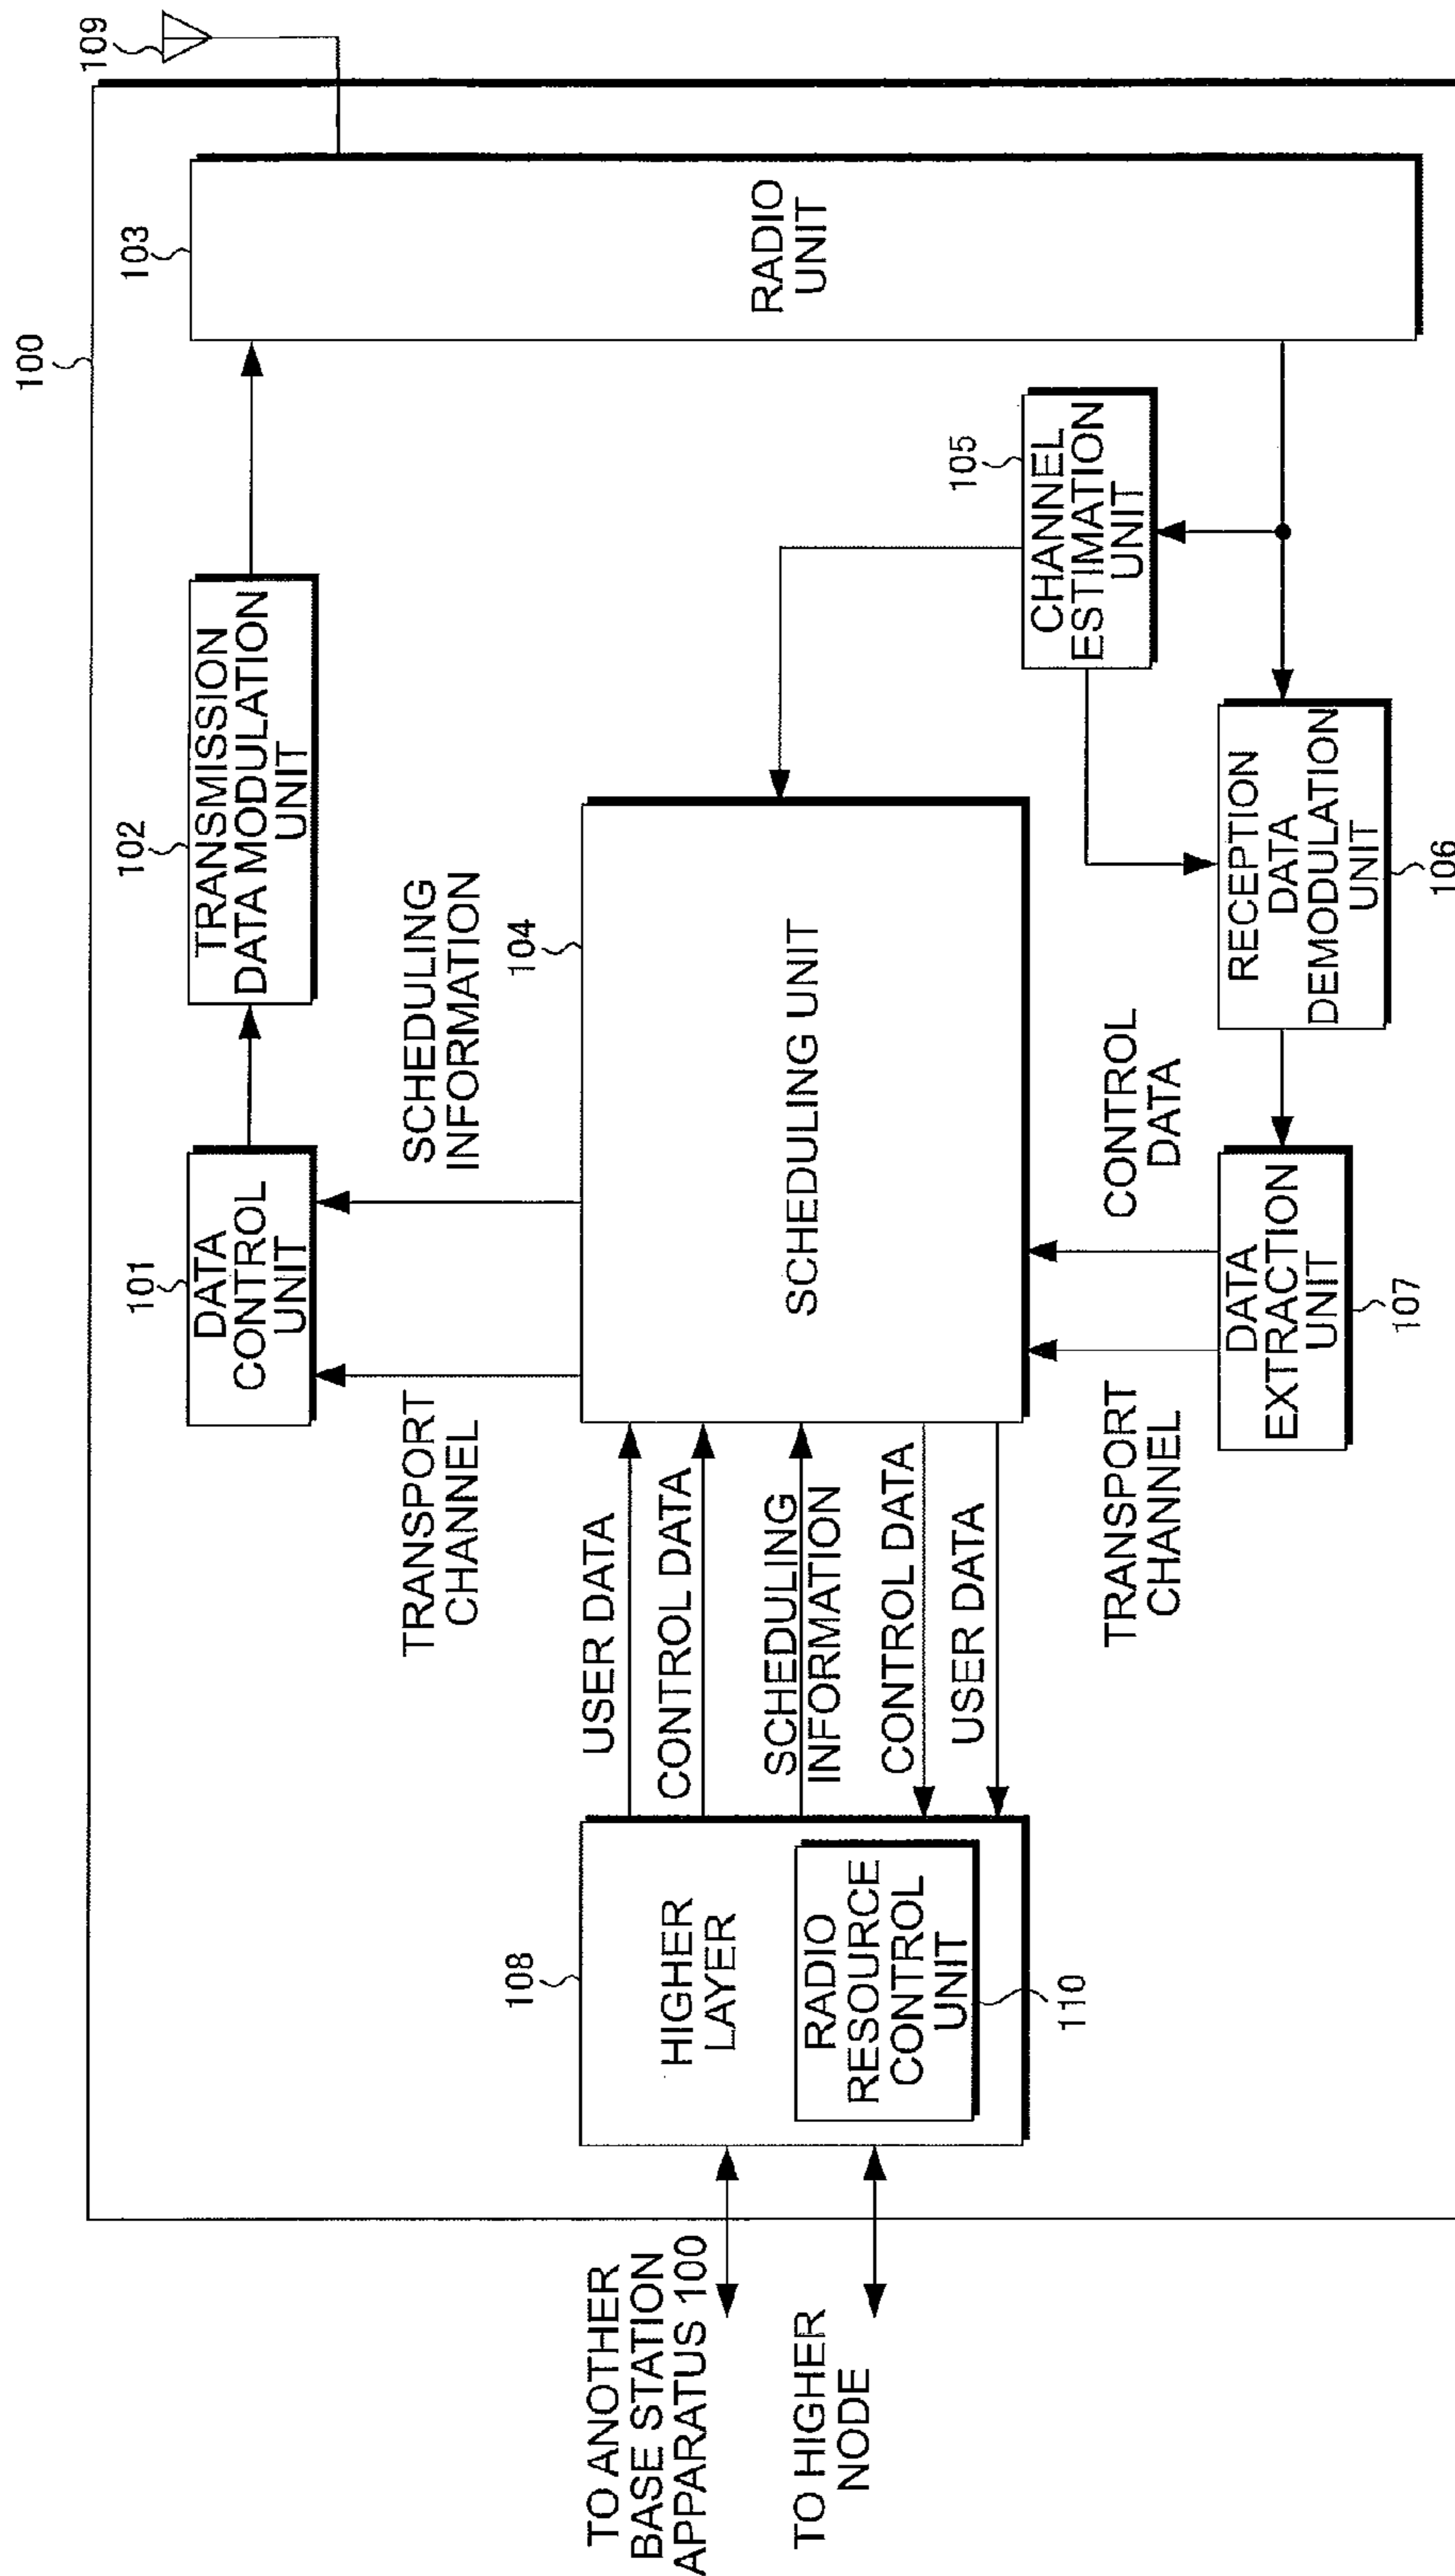 100
109
101
DATA
CONTROL
UNIT
102
TRANSMISSION
DATA MODULATION
UNIT
103
RADIO
UNIT
TRANSPORT
CHANNEL
SCHEDULING
INFORMATION
TO ANOTHER
BASE STATION
APPARATUS 100
TO HIGHER
NODE
108
HIGHER
LAYER
RADIO
RESOURCE
CONTROL
UNIT
110
USER DATA
CONTROL DATA
SCHEDULING
INFORMATION
CONTROL DATA
USER DATA
104
SCHEDULING UNIT
105
CHANNEL
ESTIMATION
UNIT
TRANSPORT
CHANNEL
CONTROL
DATA
DATA
EXTRACTION
UNIT
107
RECEPTION
DATA
DEMODULATION
UNIT
106